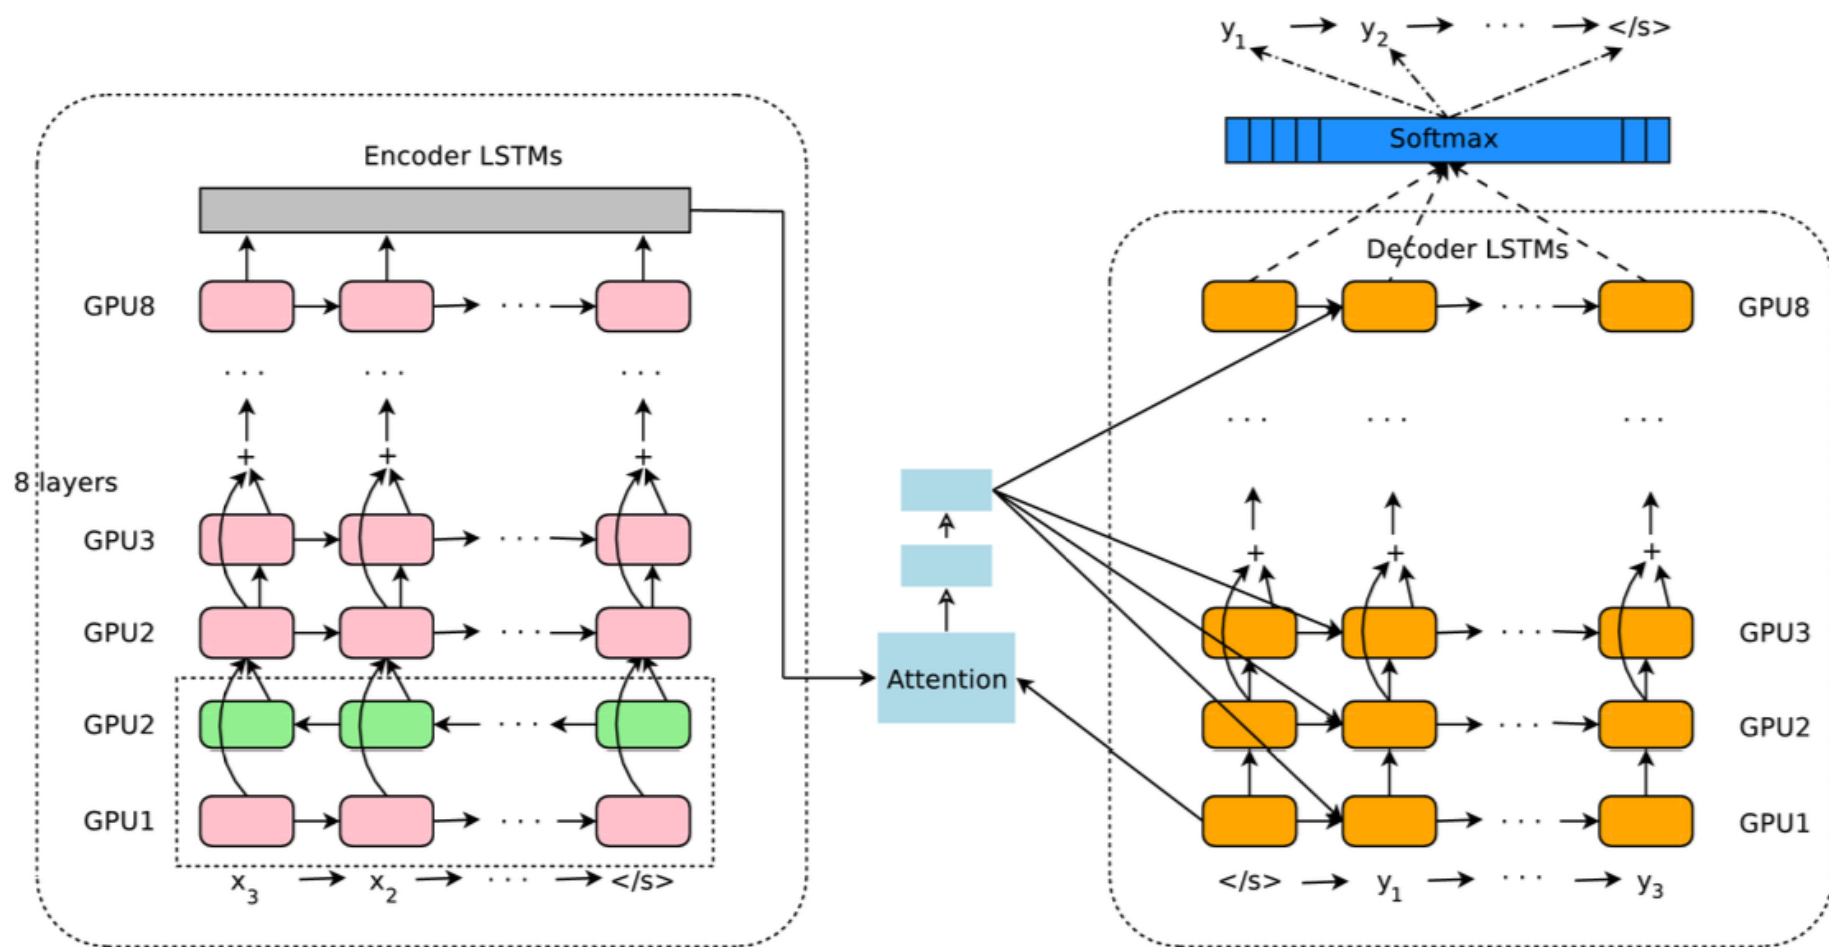 y1 y2 ... </s>
Softmax
Encoder LSTMs
Decoder LSTMs
GPU8
GPU8
...
...
8 layers
GPU3
GPU2
GPU2
GPU1
Attention
GPU3
GPU2
GPU1
x3 x2 ... </s>
</s> y1 ... y3